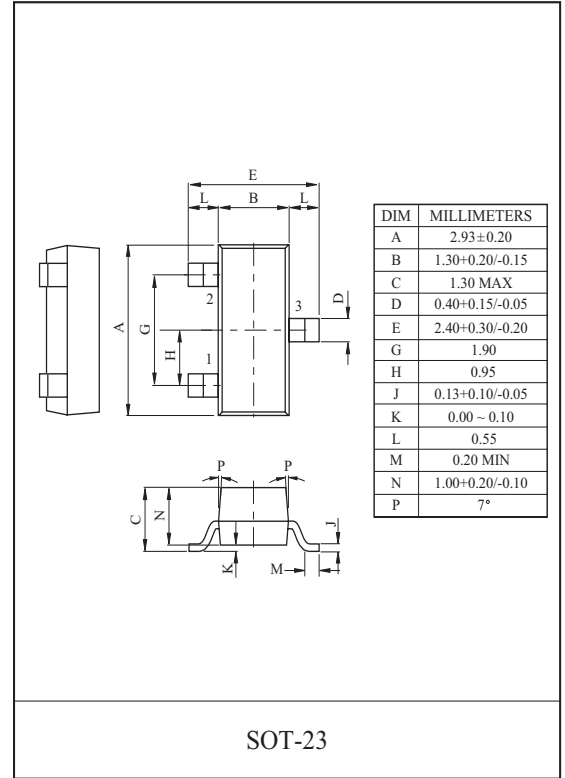 E
L B L
A
G
H
2
1
3
D
P P
C
N
K
M
J
DIM MILLIMETERS
A 2.93±0.20
B 1.30+0.20/-0.15
C 1.30 MAX
D 0.40+0.15/-0.05
E 2.40+0.30/-0.20
G 1.90
H 0.95
J 0.13+0.10/-0.05
K 0.00 ~ 0.10
L 0.55
M 0.20 MIN
N 1.00+0.20/-0.10
P 7°
SOT-23